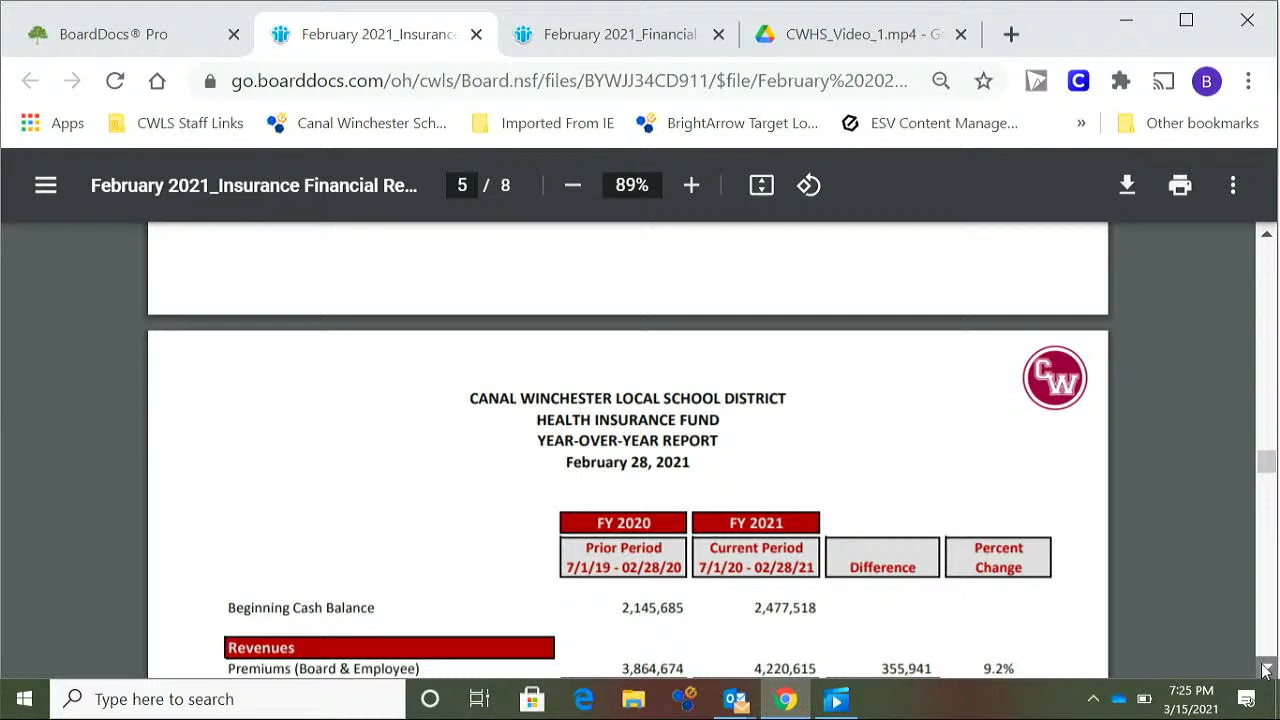 BoardDocs® Pro
February 2021_Insurance
February 2021_Financial
CWHS_Video_1.mp4 - Go
go.boarddocs.com/oh/cwls/Board.nsf/files/BYWJJ34CD911/$file/February%20202...
B
Apps
CWLS Staff Links
Canal Winchester Sch...
Imported From IE
BrightArrow Target Lo...
ESV Content Manage...
»
Other bookmarks
February 2021_Insurance Financial Re...
5 / 8
89%
CW
CANAL WINCHESTER LOCAL SCHOOL DISTRICT
HEALTH INSURANCE FUND
YEAR-OVER-YEAR REPORT
February 28, 2021
FY 2020 FY 2021
Prior Period Current Period Percent
7/1/19 - 02/28/20 7/1/20 - 02/28/21 Difference Change
Beginning Cash Balance 2,145,685 2,477,518
Revenues
Premiums (Board & Employee) 3,864,674 4,220,615 355,941 9.2%
Type here to search
7:25 PM
3/15/2021